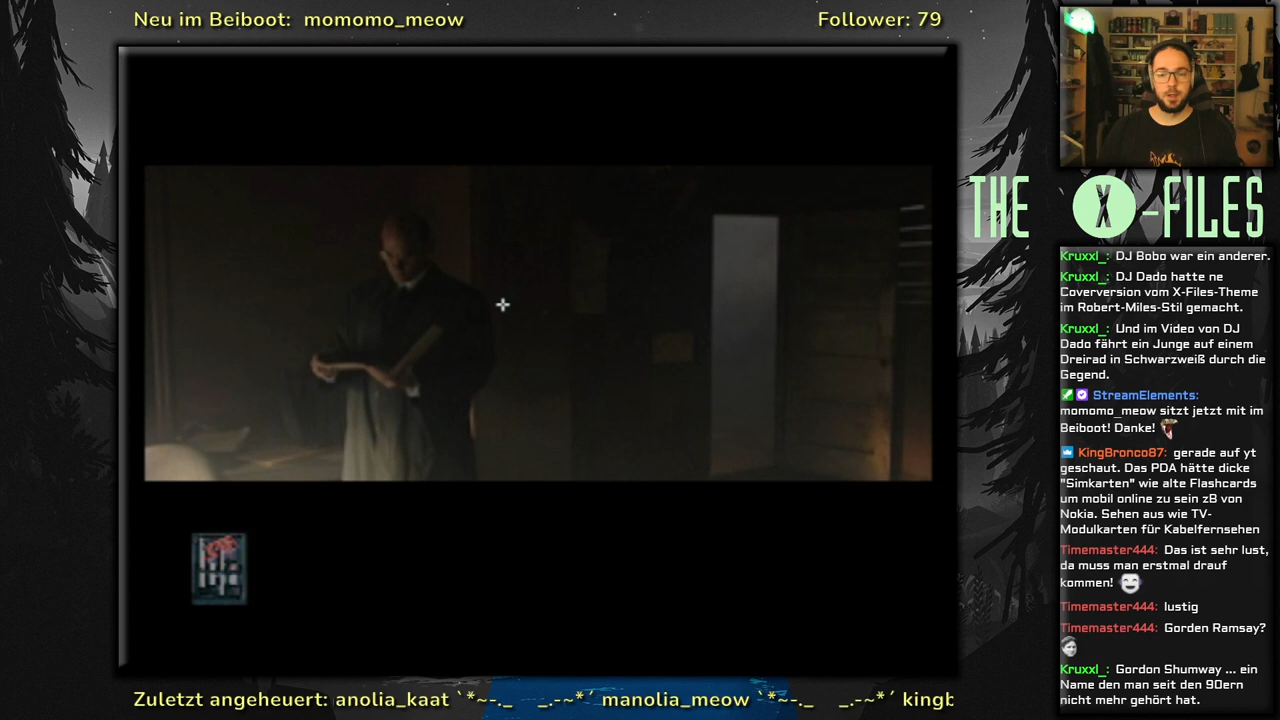 Neu im Beiboot: momomo_meow
Follower: 79
THE X-FILES
Kruxxl_: DJ Bobo war ein anderer.
Kruxxl_: DJ Dado hatte ne
Coverversion vom X-Files-Theme
im Robert-Miles-Stil gemacht.
Kruxxl_: Und im Video von DJ
Dado fährt ein Junge auf einem
Dreirad in Schwarzweiß durch die
Gegend.
StreamElements:
momomo_meow sitzt jetzt mit im
Beiboot! Danke!
KingBronco87: gerade auf yt
geschaut. Das PDA hätte dicke
"Simkarten" wie alte Flashcards
um mobil online zu sein zB von
Nokia. Sehen aus wie TV-
Modulkarten für Kabelfernsehen
Timemaster444: Das ist sehr lust,
da muss man erstmal drauf
kommen!
Timemaster444: lustig
Timemaster444: Gorden Ramsay?
Kruxxl_: Gordon Shumway ... ein
Name den man seit den 90ern
nicht mehr gehört hat.
Zuletzt angeheuert: anolia_kaat `*~-._ _.-~*´ manolia_meow `*~-._ _.-~*´ kingb